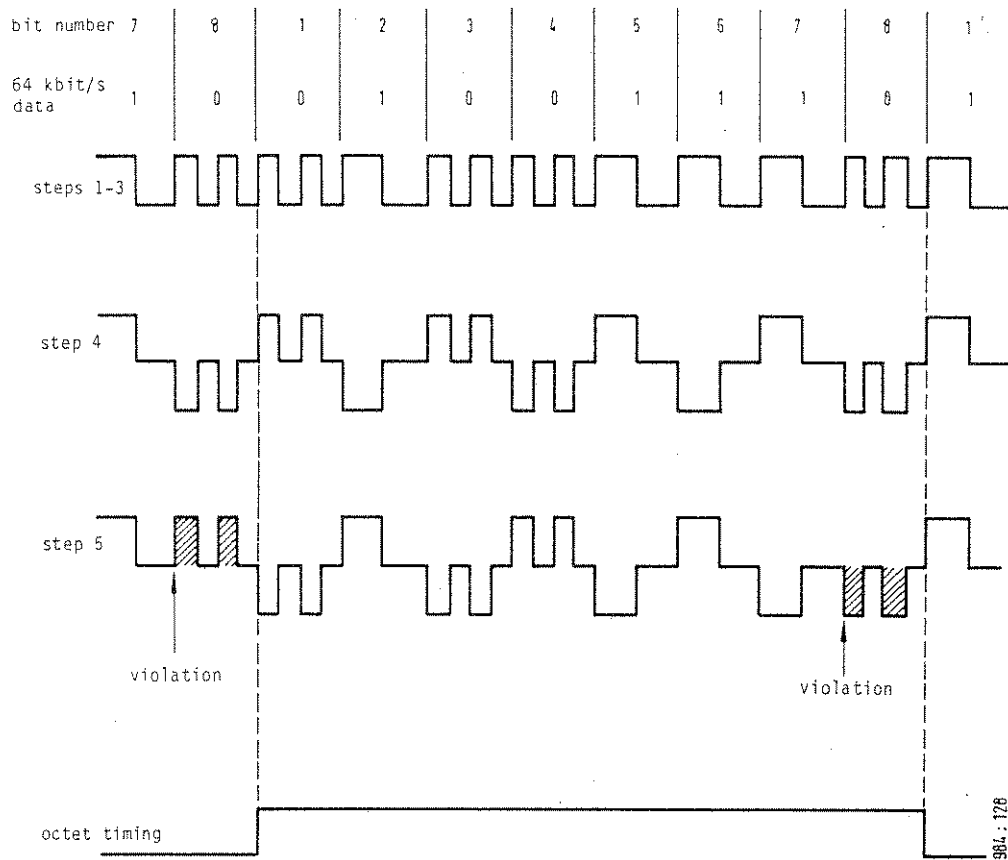 bit number 7 8 1 2 3 4 5 6 7 8 1
64 kbit/s
data 1 0 0 1 0 0 1 1 1 0 1
steps 1-3
step 4
step 5
violation
violation
octet timing
984:128